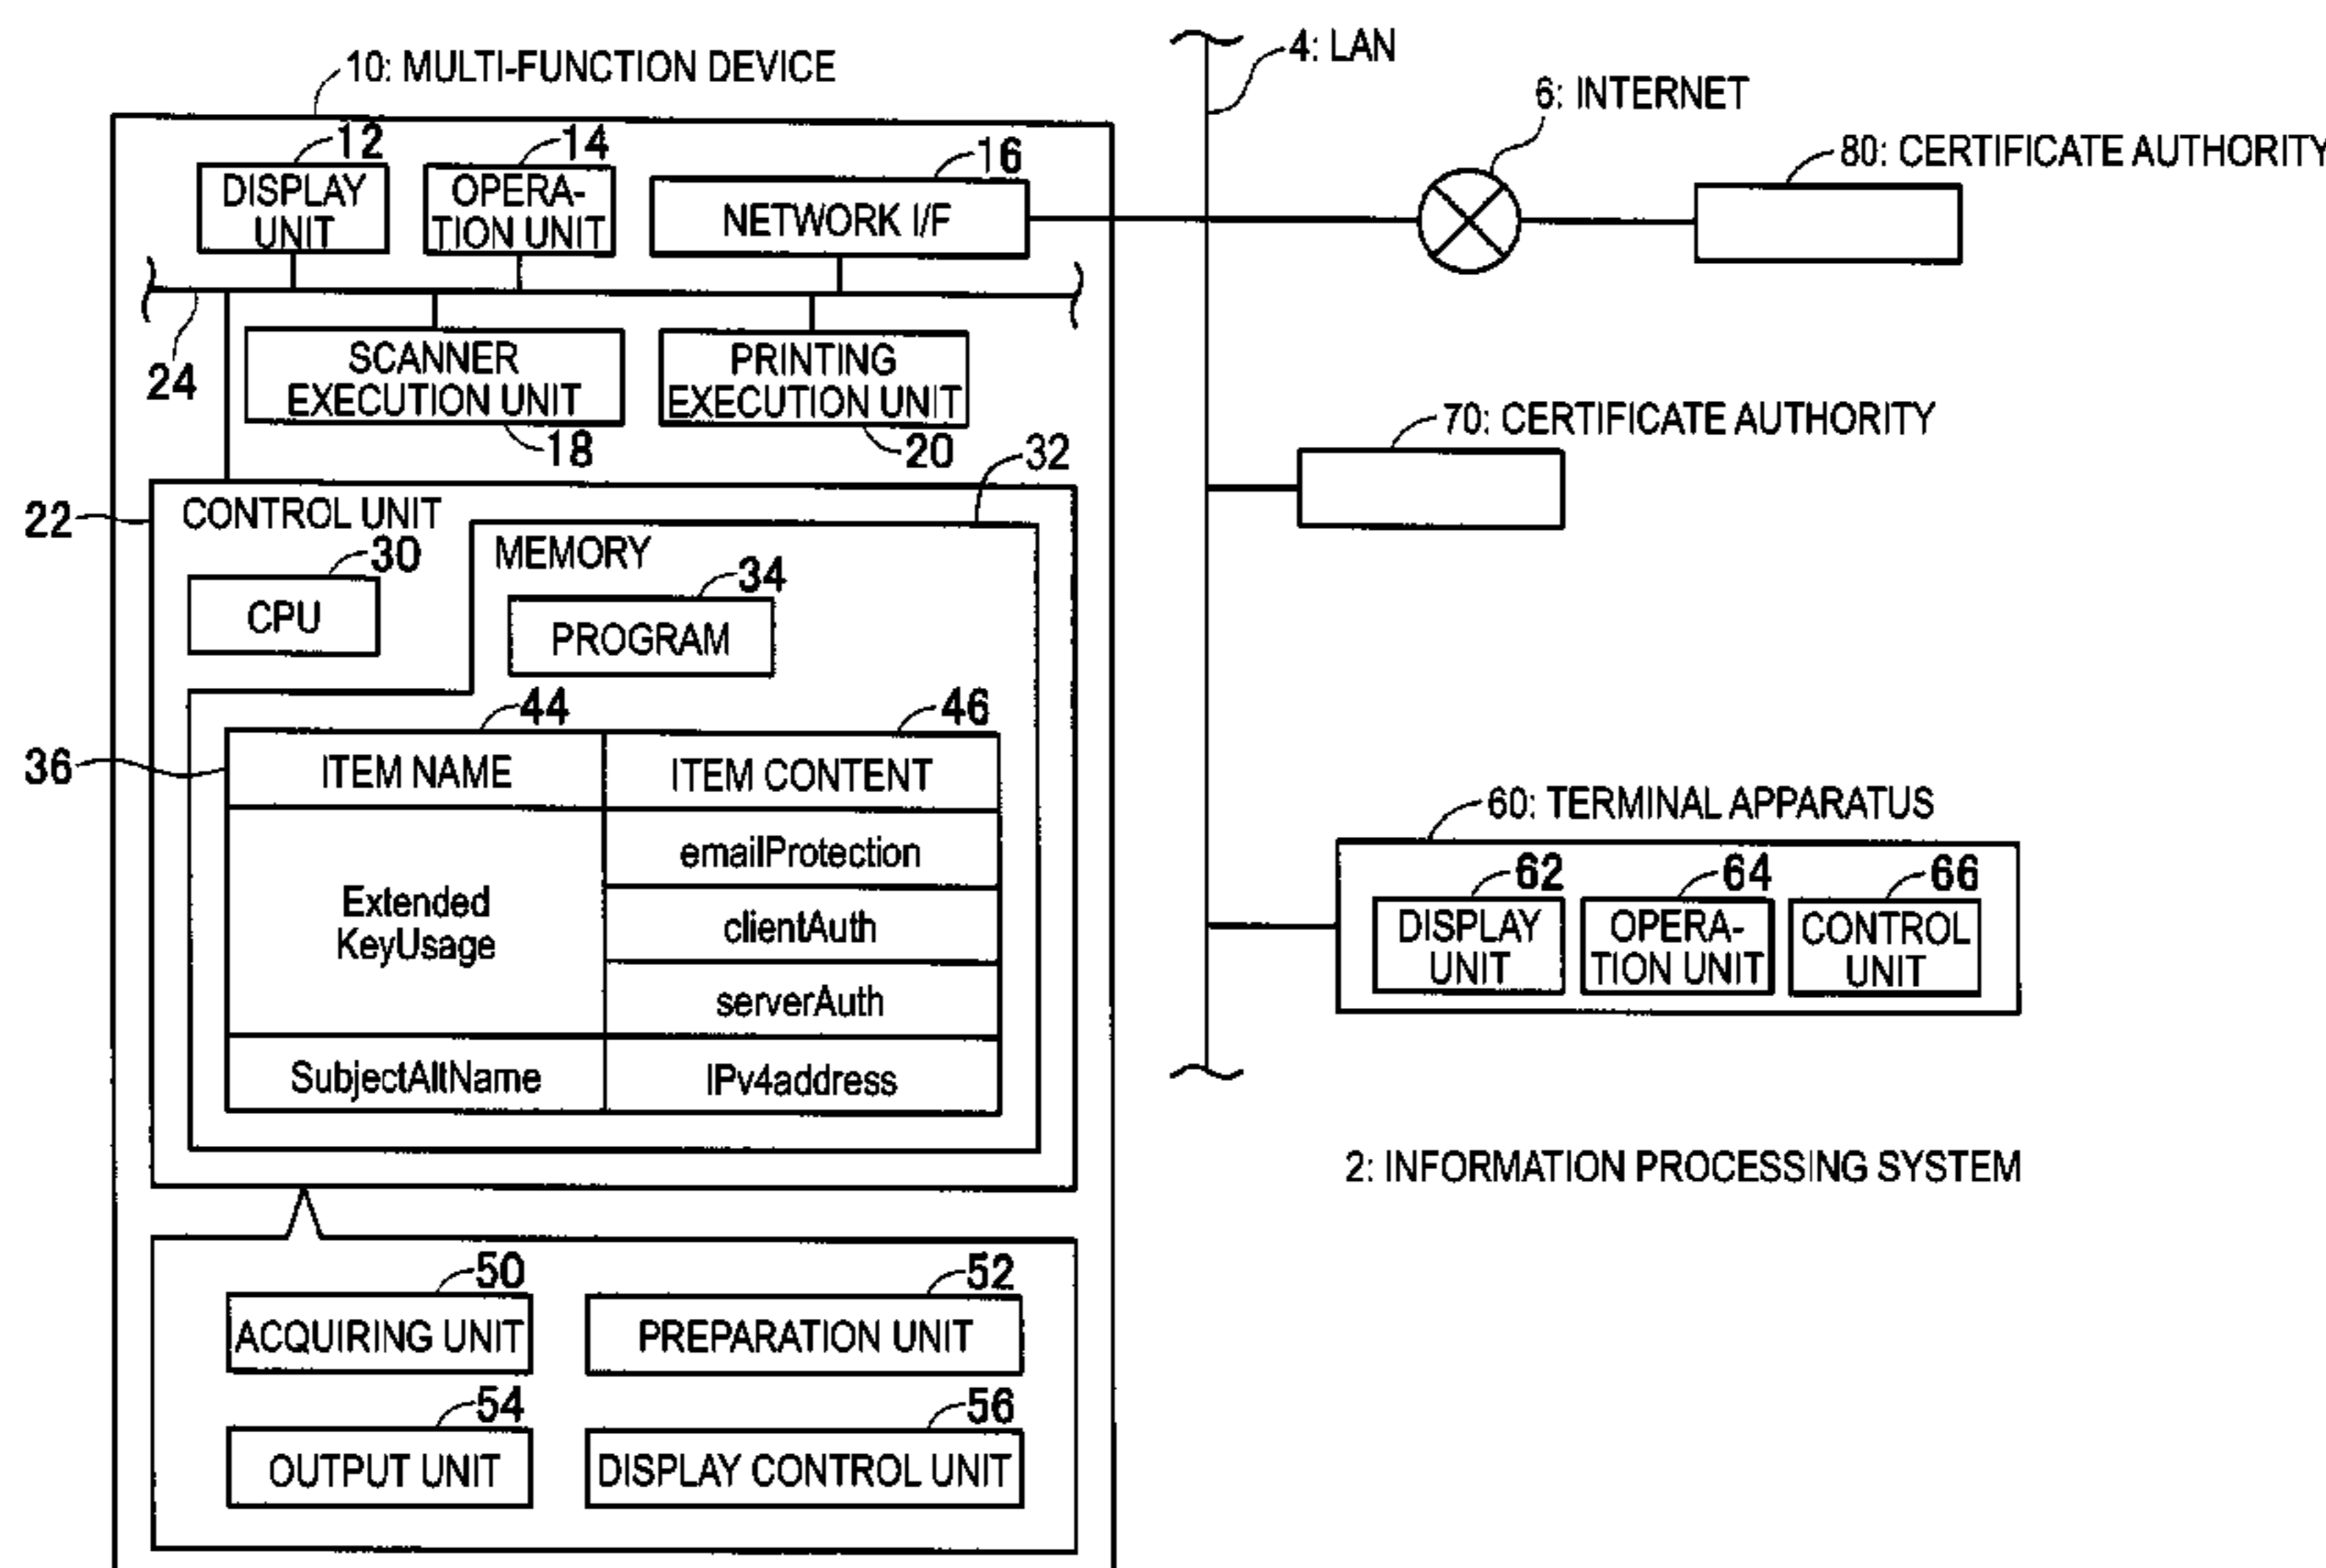 10: MULTI-FUNCTION DEVICE
4: LAN
6: INTERNET
80: CERTIFICATE AUTHORITY
12
14
16
DISPLAY
UNIT
OPERA-
TION UNIT
NETWORK I/F
24
SCANNER
EXECUTION UNIT
PRINTING
EXECUTION UNIT
18
20
70: CERTIFICATE AUTHORITY
32
22
CONTROL UNIT
30
CPU
MEMORY
34
PROGRAM
44
46
36
ITEM NAME
ITEM CONTENT
Extended
KeyUsage
emailProtection
clientAuth
serverAuth
SubjectAltName
IPv4address
60: TERMINAL APPARATUS
62
64
66
DISPLAY
UNIT
OPERA-
TION UNIT
CONTROL
UNIT
2: INFORMATION PROCESSING SYSTEM
50
52
ACQUIRING UNIT
PREPARATION UNIT
54
56
OUTPUT UNIT
DISPLAY CONTROL UNIT